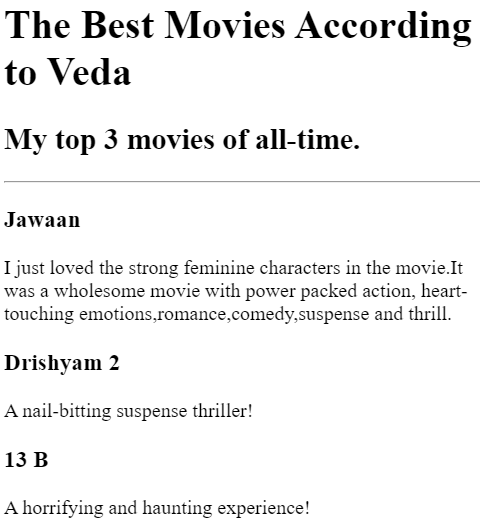 The Best Movies According
to Veda
My top 3 movies of all-time.
Jawaan
I just loved the strong feminine characters in the movie.It
was a wholesome movie with power packed action, heart-
touching emotions,romance,comedy,suspense and thrill.
Drishyam 2
A nail-bitting suspense thriller!
13 B
A horrifying and haunting experience!